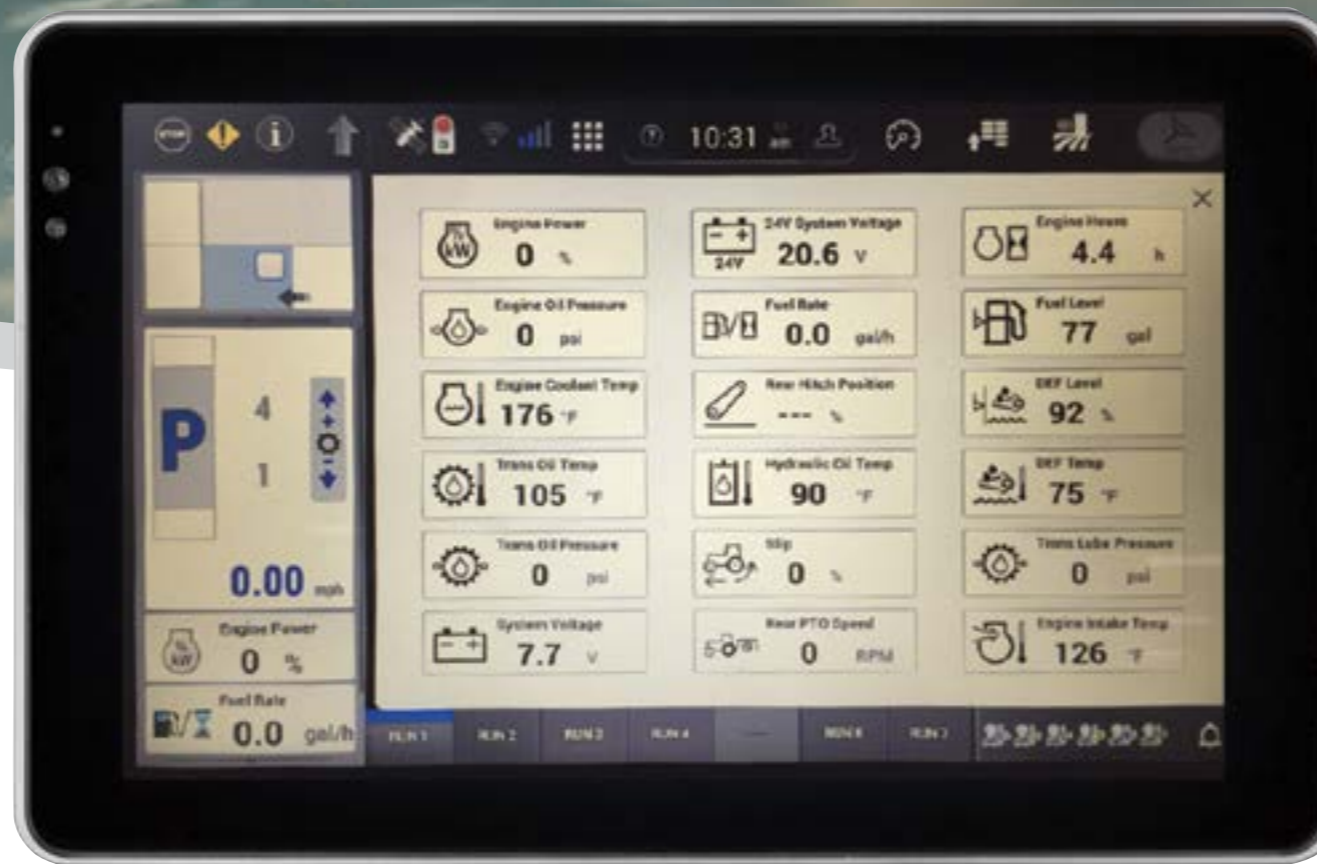 STOP
10:31 am
Engine Power
kW
0 %
24V System Voltage
24V
20.6 V
Engine Hours
4.4 h
Engine Oil Pressure
0 psi
Fuel Rate
0.0 gal/h
Fuel Level
77 gal
Engine Coolant Temp
176 °F
Rear Hitch Position
--- %
DEF Level
92 %
Trans Oil Temp
105 °F
Hydraulic Oil Temp
90 °F
DEF Temp
75 °F
Trans Oil Pressure
0 psi
Slip
0 %
Trans Lube Pressure
0 psi
System Voltage
7.7 V
Rear PTO Speed
0 RPM
Engine Intake Temp
126 °F
P
4
1
0.00 mph
Engine Power
% kW
0 %
Fuel Rate
0.0 gal/h
RUN 1
RUN 2
RUN 3
RUN 4
RUN 6